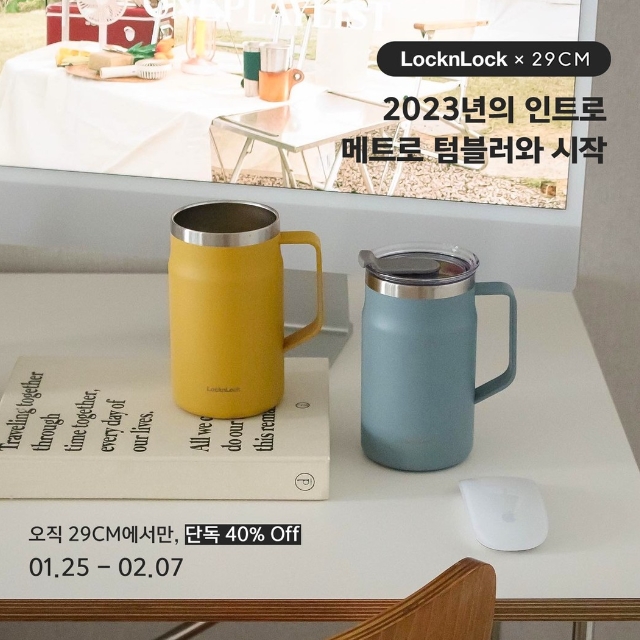 ONEPLAYLIST
LocknLock × 29CM
2023년의 인트로
메트로 텀블러와 시작
LocknLock
Traveling together
through
time together,
every day of
our lives.
All we
do our
this rema
오직 29CM에서만, 단독 40% Off
01.25 – 02.07